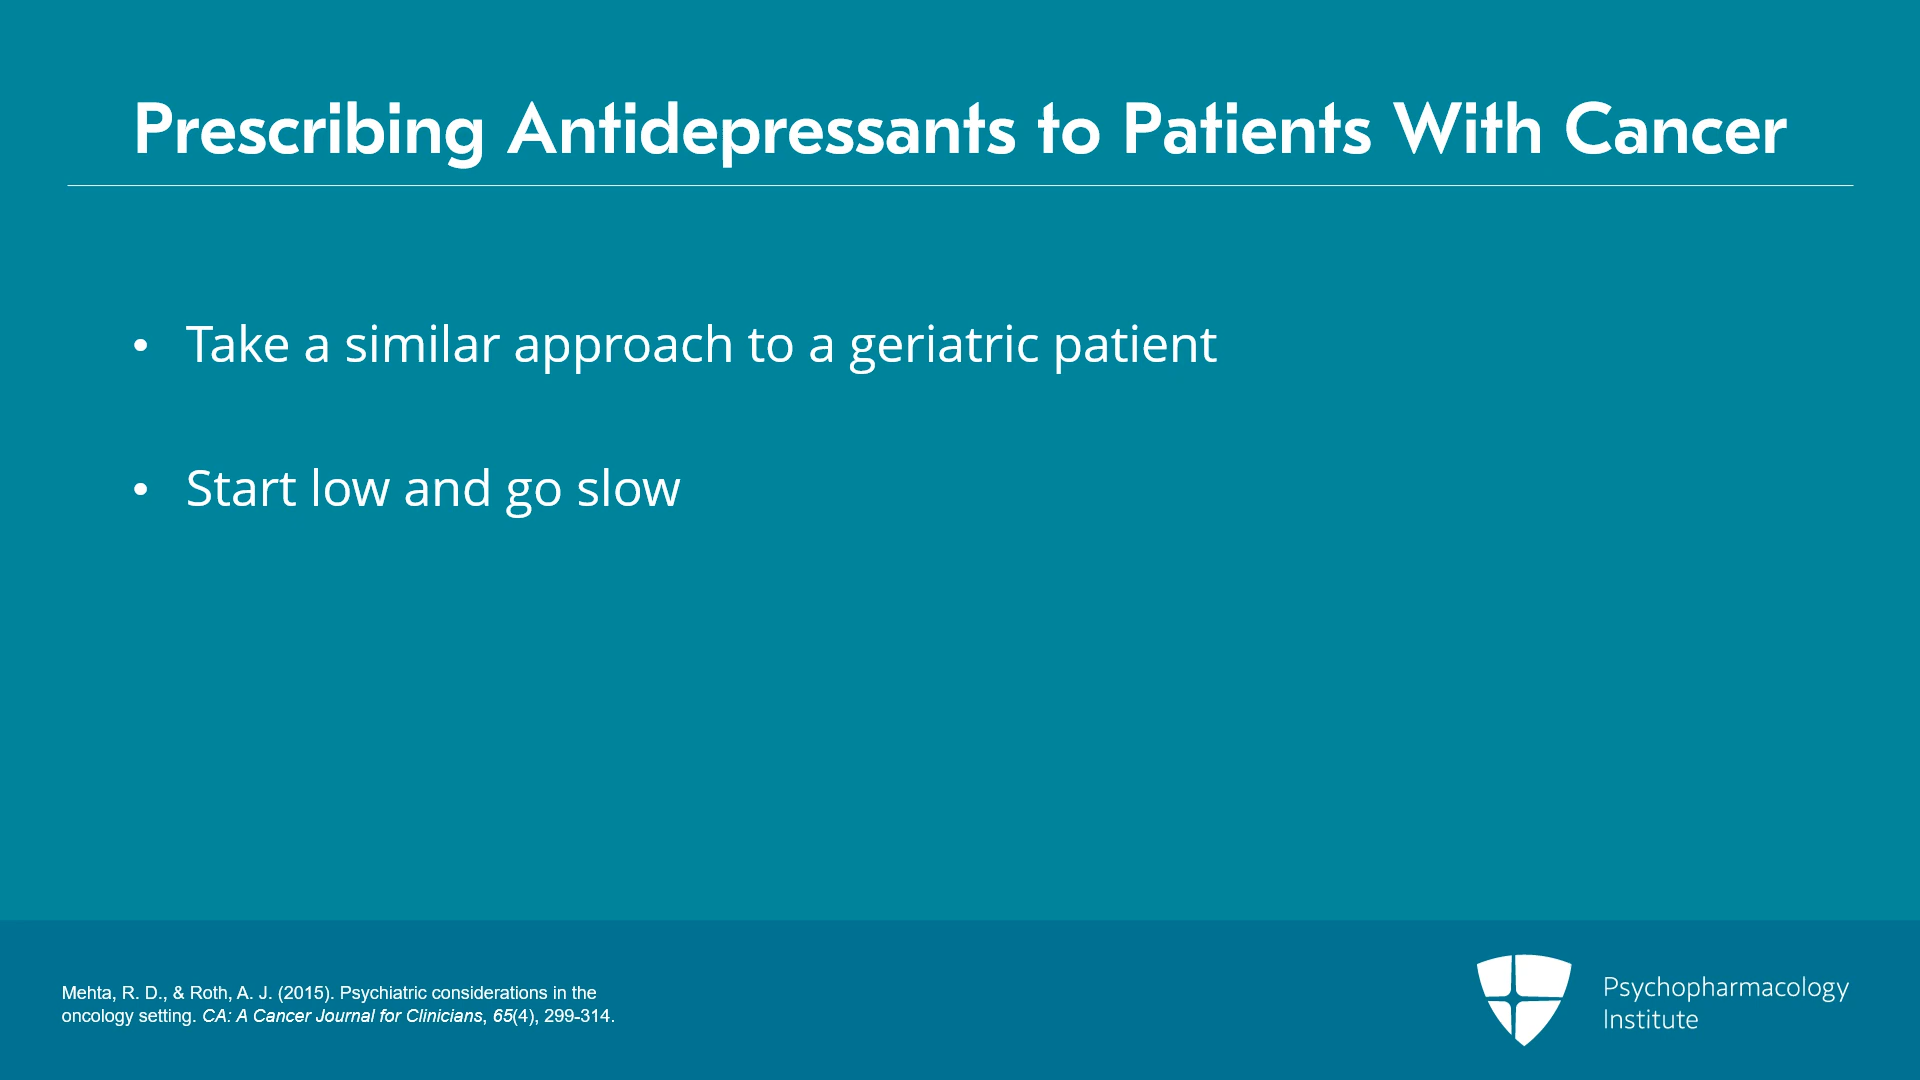 Prescribing Antidepressants to Patients With Cancer
• Take a similar approach to a geriatric patient
• Start low and go slow
Mehta, R. D., & Roth, A. J. (2015). Psychiatric considerations in the
oncology setting. CA: A Cancer Journal for Clinicians, 65(4), 299-314.
Psychopharmacology
Institute